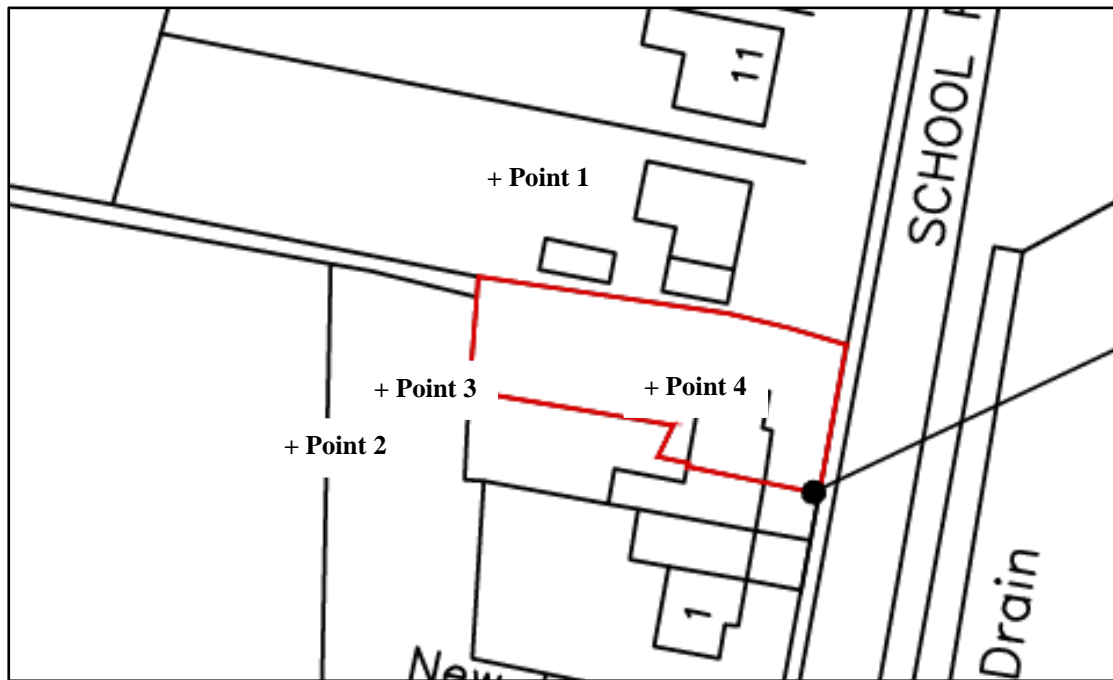 11
SCHOOL
+ Point 1
+ Point 3
+ Point 4
+ Point 2
1
Drain
New